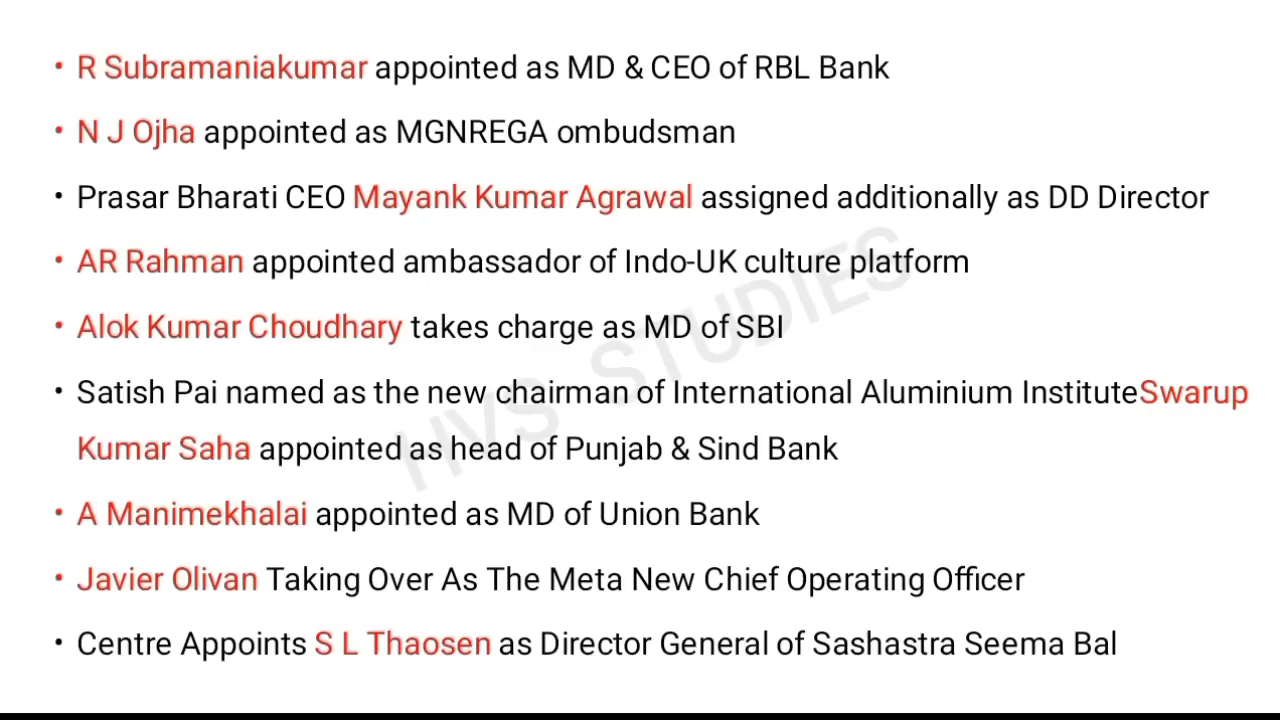 • R Subramaniakumar appointed as MD & CEO of RBL Bank
• N J Ojha appointed as MGNREGA ombudsman
• Prasar Bharati CEO Mayank Kumar Agrawal assigned additionally as DD Director
• AR Rahman appointed ambassador of Indo-UK culture platform
• Alok Kumar Choudhary takes charge as MD of SBI
• Satish Pai named as the new chairman of International Aluminium InstituteSwarup
Kumar Saha appointed as head of Punjab & Sind Bank
• A Manimekhalai appointed as MD of Union Bank
• Javier Olivan Taking Over As The Meta New Chief Operating Officer
• Centre Appoints S L Thaosen as Director General of Sashastra Seema Bal
HVS STUDIES